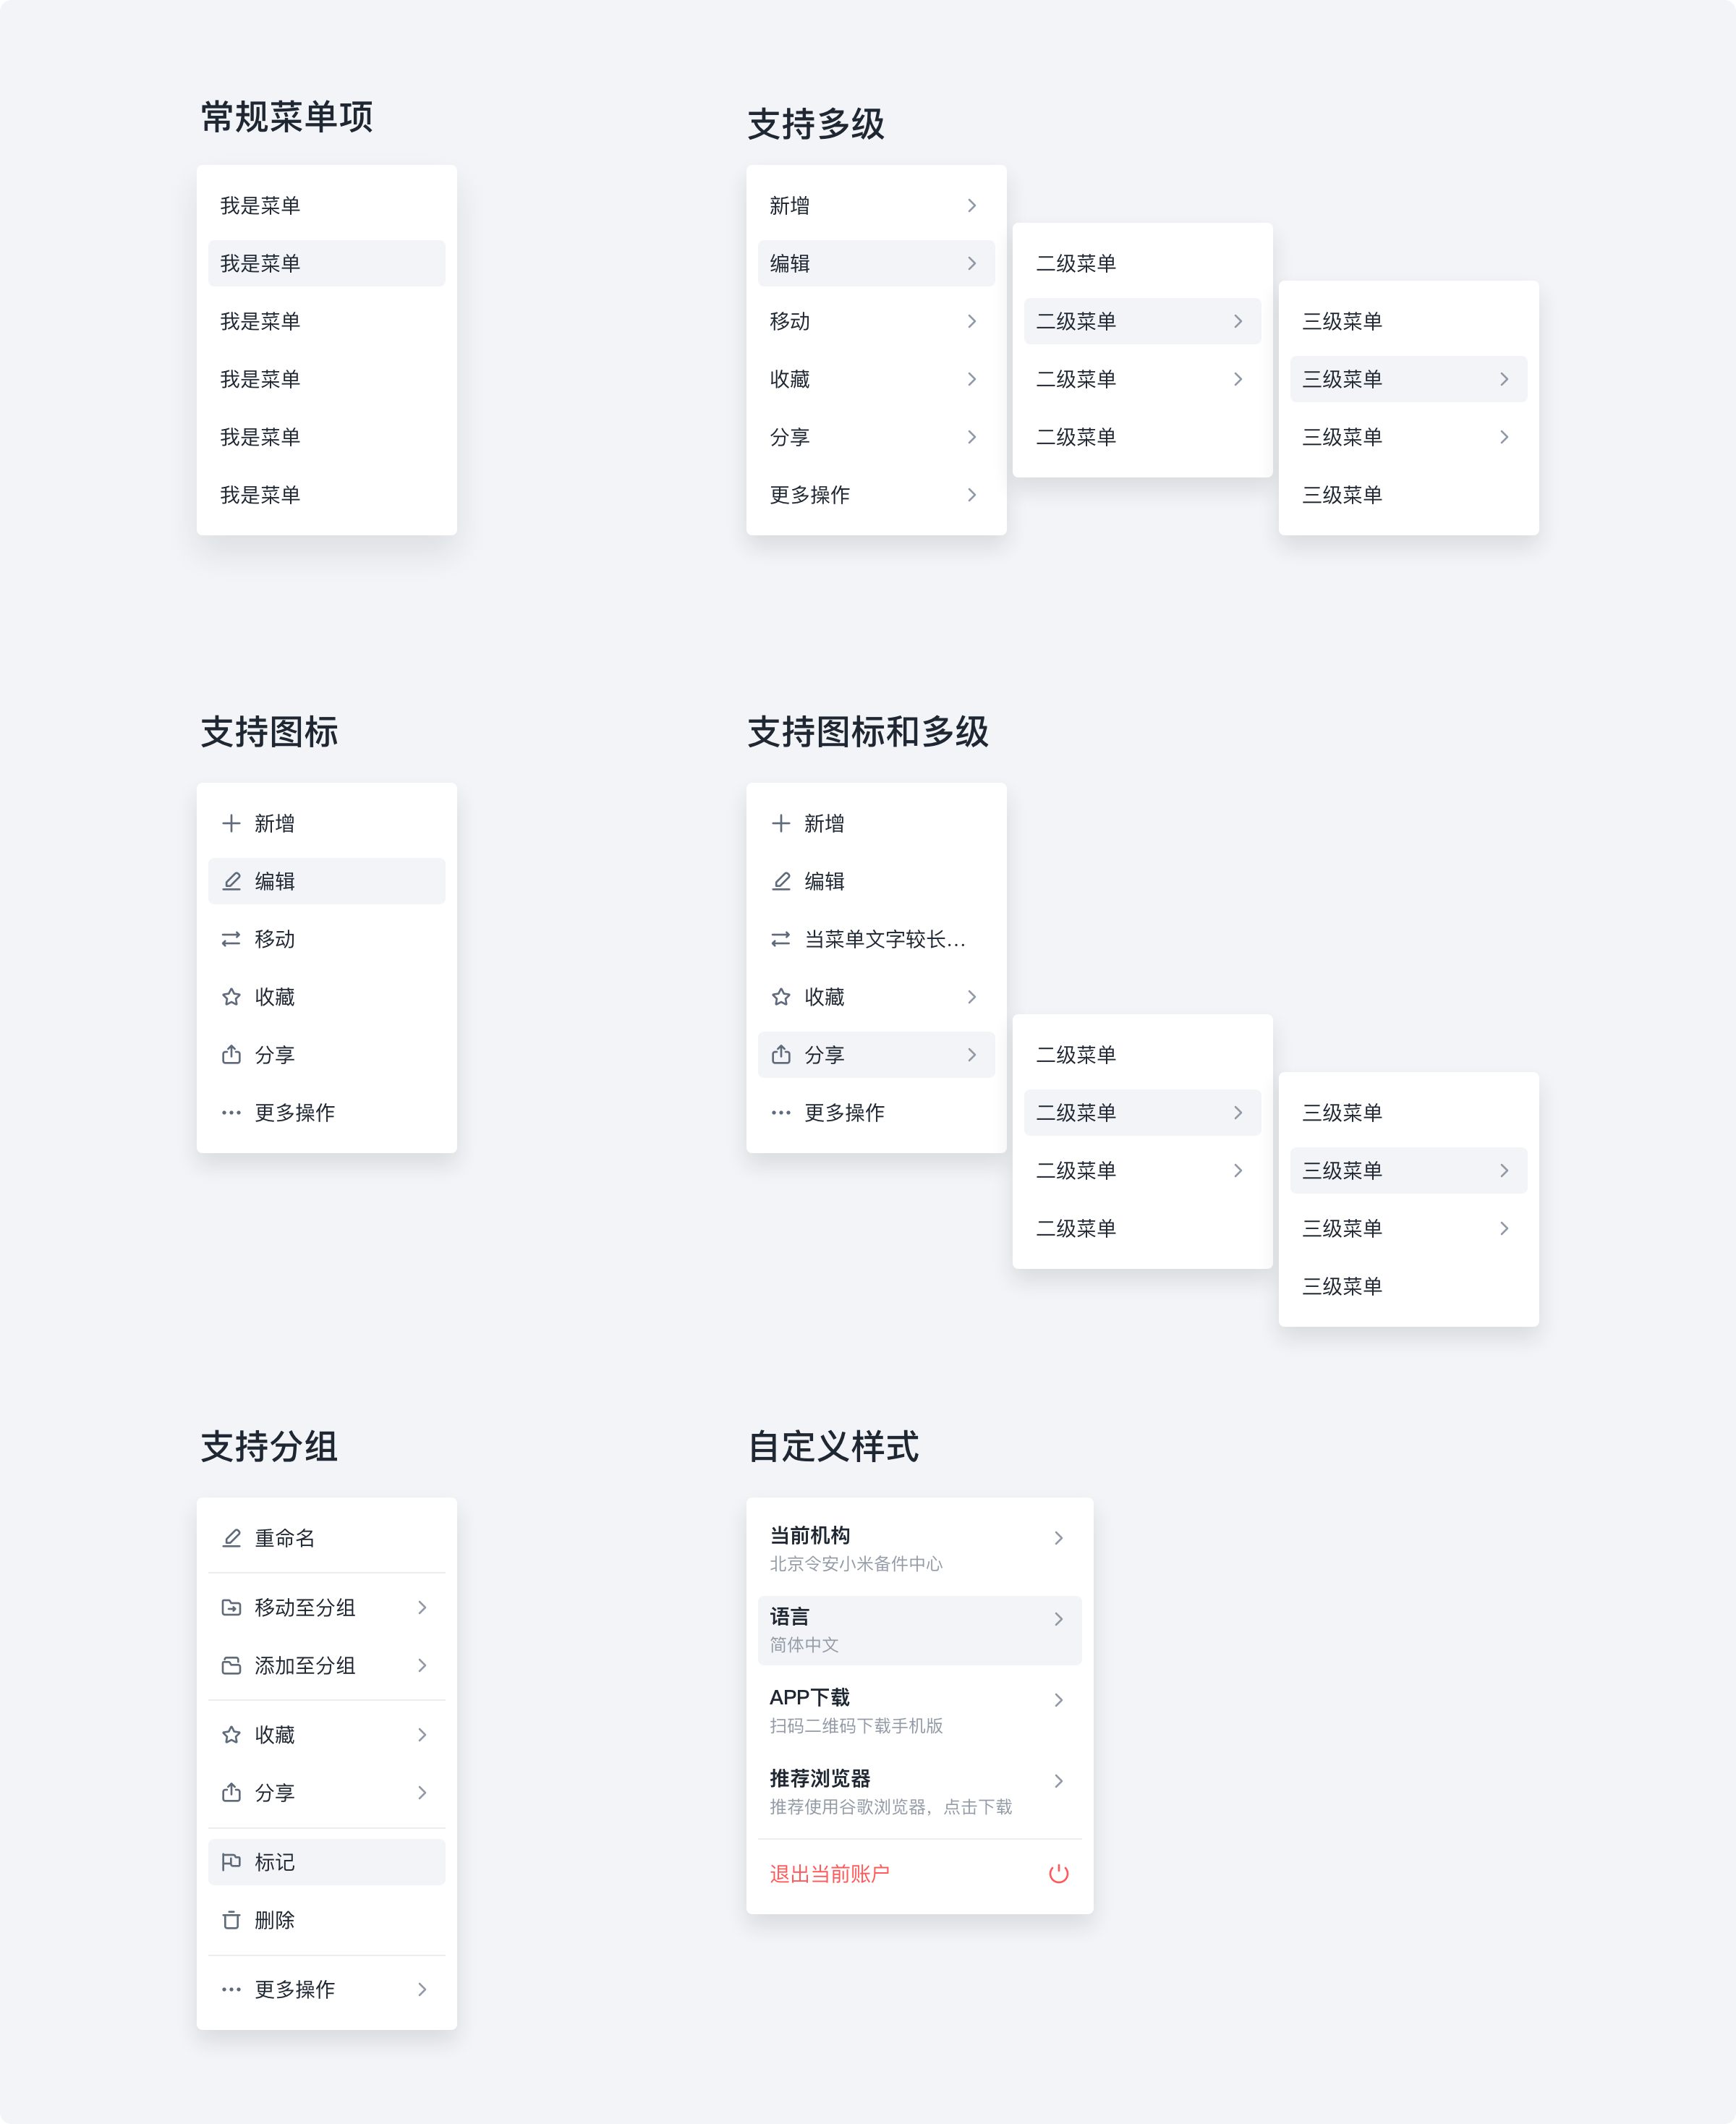 常规菜单项
我是菜单
我是菜单
我是菜单
我是菜单
我是菜单
我是菜单
支持多级
新增
编辑
移动
收藏
分享
更多操作
二级菜单
二级菜单
二级菜单
二级菜单
三级菜单
三级菜单
三级菜单
三级菜单
支持图标
新增
编辑
移动
收藏
分享
更多操作
支持图标和多级
新增
编辑
当菜单文字较长...
收藏
分享
更多操作
二级菜单
二级菜单
二级菜单
二级菜单
三级菜单
三级菜单
三级菜单
三级菜单
支持分组
重命名
移动至分组
添加至分组
收藏
分享
标记
删除
更多操作
自定义样式
当前机构
北京令安小米备件中心
语言
简体中文
APP下载
扫码二维码下载手机版
推荐浏览器
推荐使用谷歌浏览器，点击下载
退出当前账户